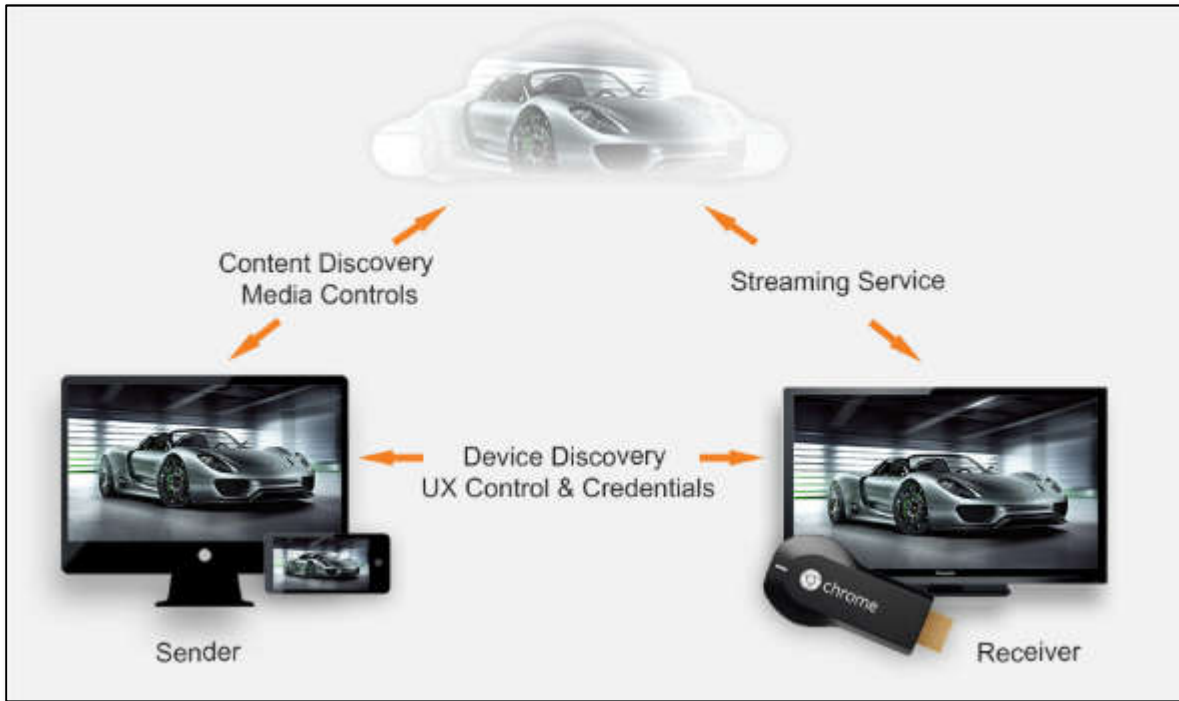 Content Discovery
Media Controls
Streaming Service
Device Discovery
UX Control & Credentials
chrome
Sender
Receiver